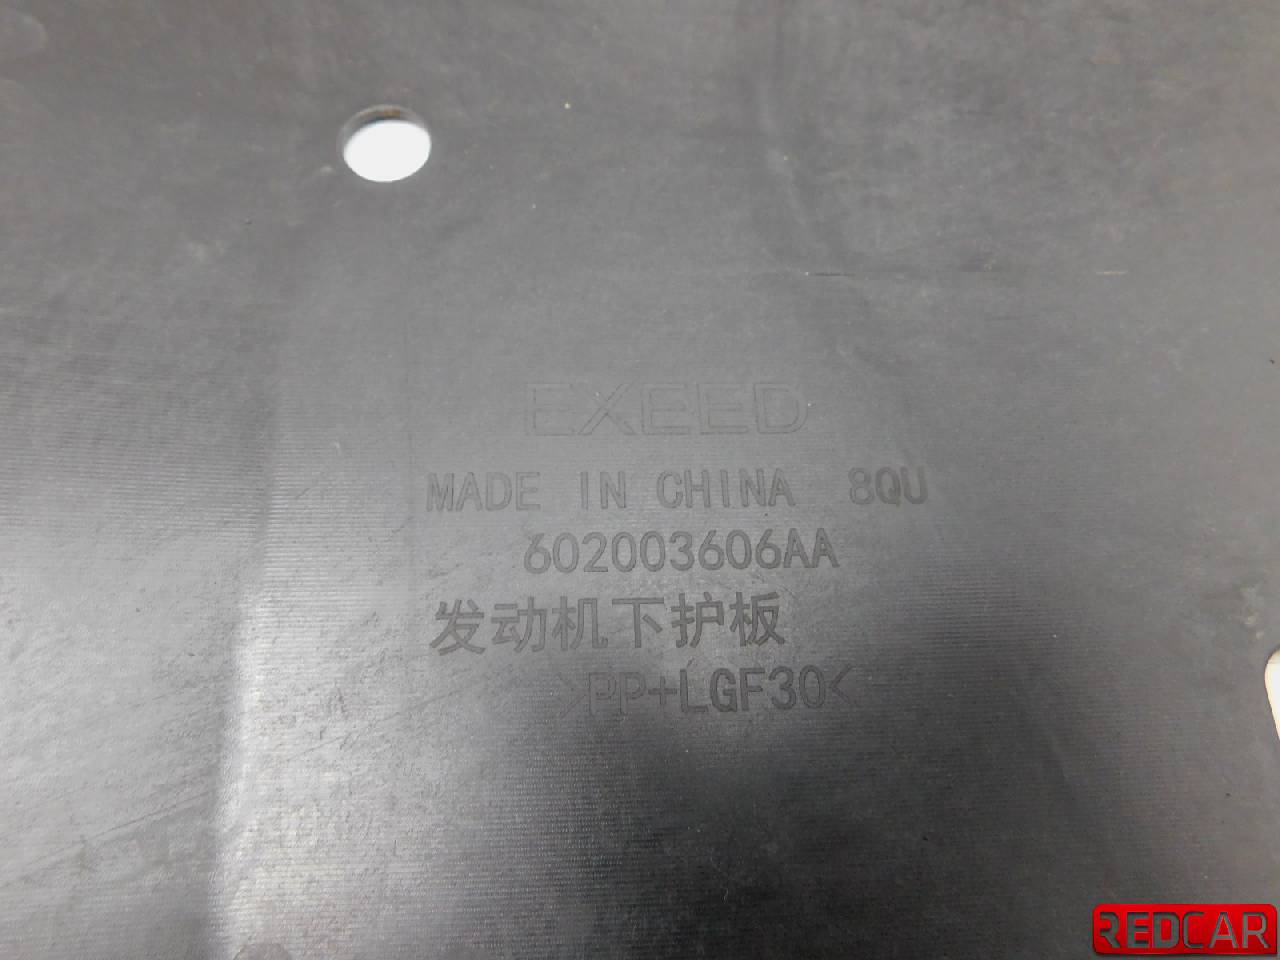 EXEED
MADE IN CHINA 8QU
602003606AA
发动机下护板
>PP+LGF30<
REDCAR